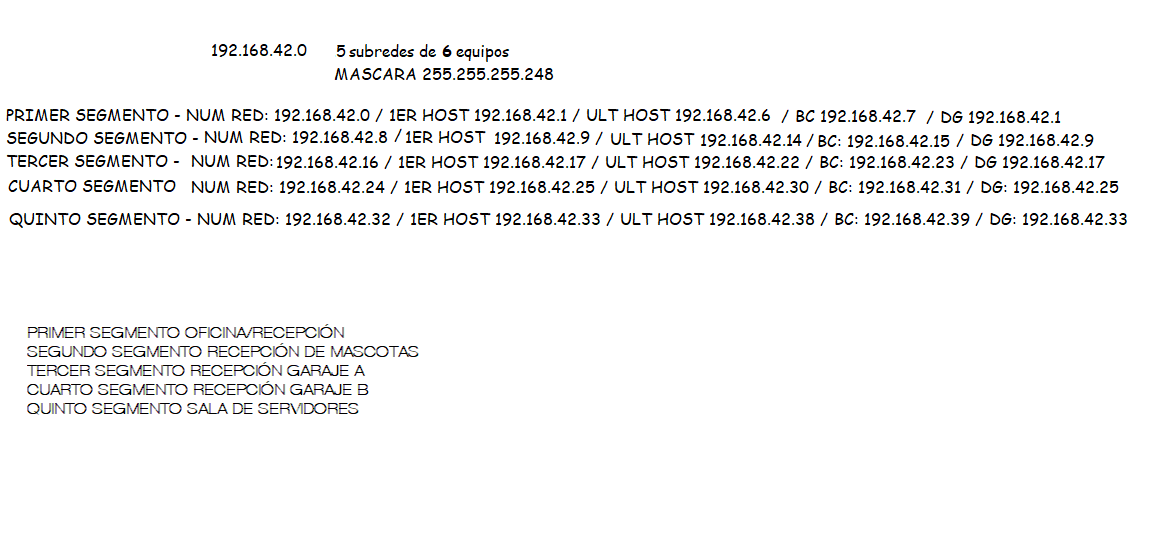 192.168.42.0 5 subredes de 6 equipos
MASCARA 255.255.255.248
PRIMER SEGMENTO - NUM RED: 192.168.42.0 / 1ER HOST 192.168.42.1 / ULT HOST 192.168.42.6 / BC 192.168.42.7 / DG 192.168.42.1
SEGUNDO SEGMENTO - NUM RED: 192.168.42.8 / 1ER HOST 192.168.42.9 / ULT HOST 192.168.42.14 / BC: 192.168.42.15 / DG 192.168.42.9
TERCER SEGMENTO - NUM RED: 192.168.42.16 / 1ER HOST 192.168.42.17 / ULT HOST 192.168.42.22 / BC: 192.168.42.23 / DG 192.168.42.17
CUARTO SEGMENTO NUM RED: 192.168.42.24 / 1ER HOST 192.168.42.25 / ULT HOST 192.168.42.30 / BC: 192.168.42.31 / DG: 192.168.42.25
QUINTO SEGMENTO - NUM RED: 192.168.42.32 / 1ER HOST 192.168.42.33 / ULT HOST 192.168.42.38 / BC: 192.168.42.39 / DG: 192.168.42.33
PRIMER SEGMENTO OFICINA/RECEPCIÓN
SEGUNDO SEGMENTO RECEPCIÓN DE MASCOTAS
TERCER SEGMENTO RECEPCIÓN GARAJE A
CUARTO SEGMENTO RECEPCIÓN GARAJE B
QUINTO SEGMENTO SALA DE SERVIDORES